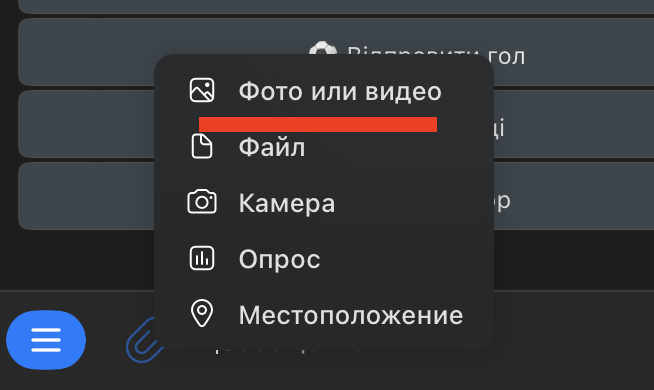 Відправити гол
Фото или видео
Файл
Камера
Опрос
Местоположение